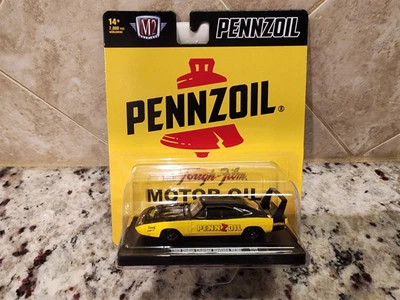 14+
M2
PENNZOIL
PENNZOIL®
Tough-Film
MOTOR OIL
PENNZOIL